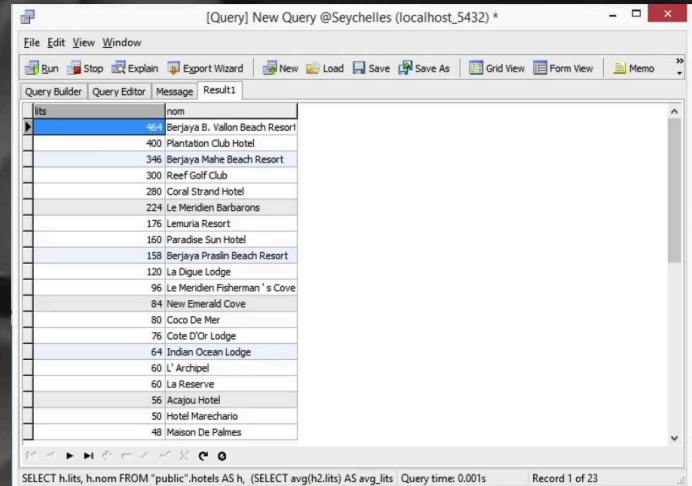 [Query] New Query @Seychelles (localhost_5432) *
File Edit View Window
Run Stop Explain Export Wizard New Load Save Save As Grid View Form View Memo
Query Builder Query Editor Message Result1
lits nom
464 Berjaya B. Vallon Beach Resort
400 Plantation Club Hotel
346 Berjaya Mahe Beach Resort
300 Reef Golf Club
280 Coral Strand Hotel
224 Le Meridien Barbarons
176 Lemuria Resort
160 Paradise Sun Hotel
158 Berjaya Praslin Beach Resort
120 La Digue Lodge
96 Le Meridien Fisherman ' s Cove
84 New Emerald Cove
80 Coco De Mer
76 Cote D'Or Lodge
64 Indian Ocean Lodge
60 L' Archipel
60 La Reserve
56 Acajou Hotel
50 Hotel Marechario
48 Maison De Palmes
SELECT h.lits, h.nom FROM "public".hotels AS h, (SELECT avg(h2.lits) AS avg_lits Query time: 0.001s Record 1 of 23